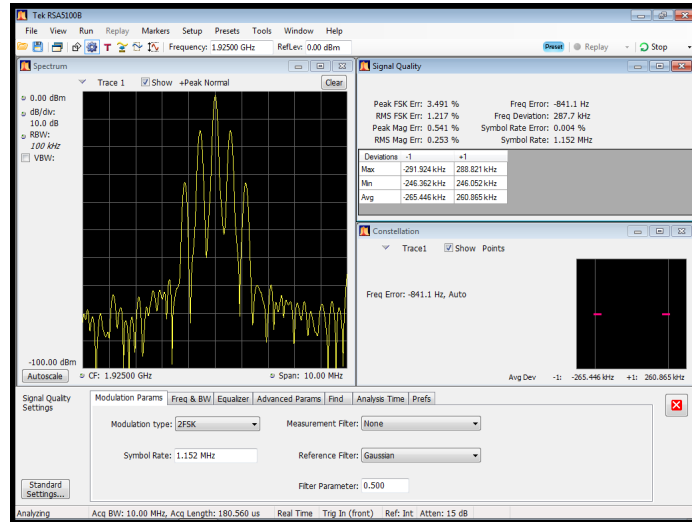 Tek RSA5100B
File View Run Replay Markers Setup Presets Tools Window Help
T Frequency: 1.92500 GHz RefLev: 0.00 dBm Preset Replay Stop
Spectrum
Trace 1 Show +Peak Normal Clear
0.00 dBm
dB/div:
10.0 dB
RBW:
100 kHz
VBW:
-100.00 dBm
Autoscale CF: 1.92500 GHz Span: 10.00 MHz
Signal Quality
Peak FSK Err: 3.491 % Freq Error: -841.1 Hz
RMS FSK Err: 1.217 % Freq Deviation: 287.7 kHz
Peak Mag Err: 0.541 % Symbol Rate Error: 0.004 %
RMS Mag Err: 0.253 % Symbol Rate: 1.152 MHz
Deviations -1 +1
Max -291.924 kHz 288.821 kHz
Min -246.362 kHz 246.052 kHz
Avg -265.446 kHz 260.865 kHz
Constellation
Trace1 Show Points
Freq Error: -841.1 Hz, Auto
Avg Dev -1: -265.446 kHz +1: 260.865 kHz
Signal Quality
Settings
Modulation Params Freq & BW Equalizer Advanced Params Find Analysis Time Prefs
Modulation type: 2FSK Measurement Filter: None
Symbol Rate: 1.152 MHz Reference Filter: Gaussian
Filter Parameter: 0.500
Standard
Settings...
Analyzing Acq BW: 10.00 MHz, Acq Length: 180.560 us Real Time Trig In (front) Ref: Int Atten: 15 dB